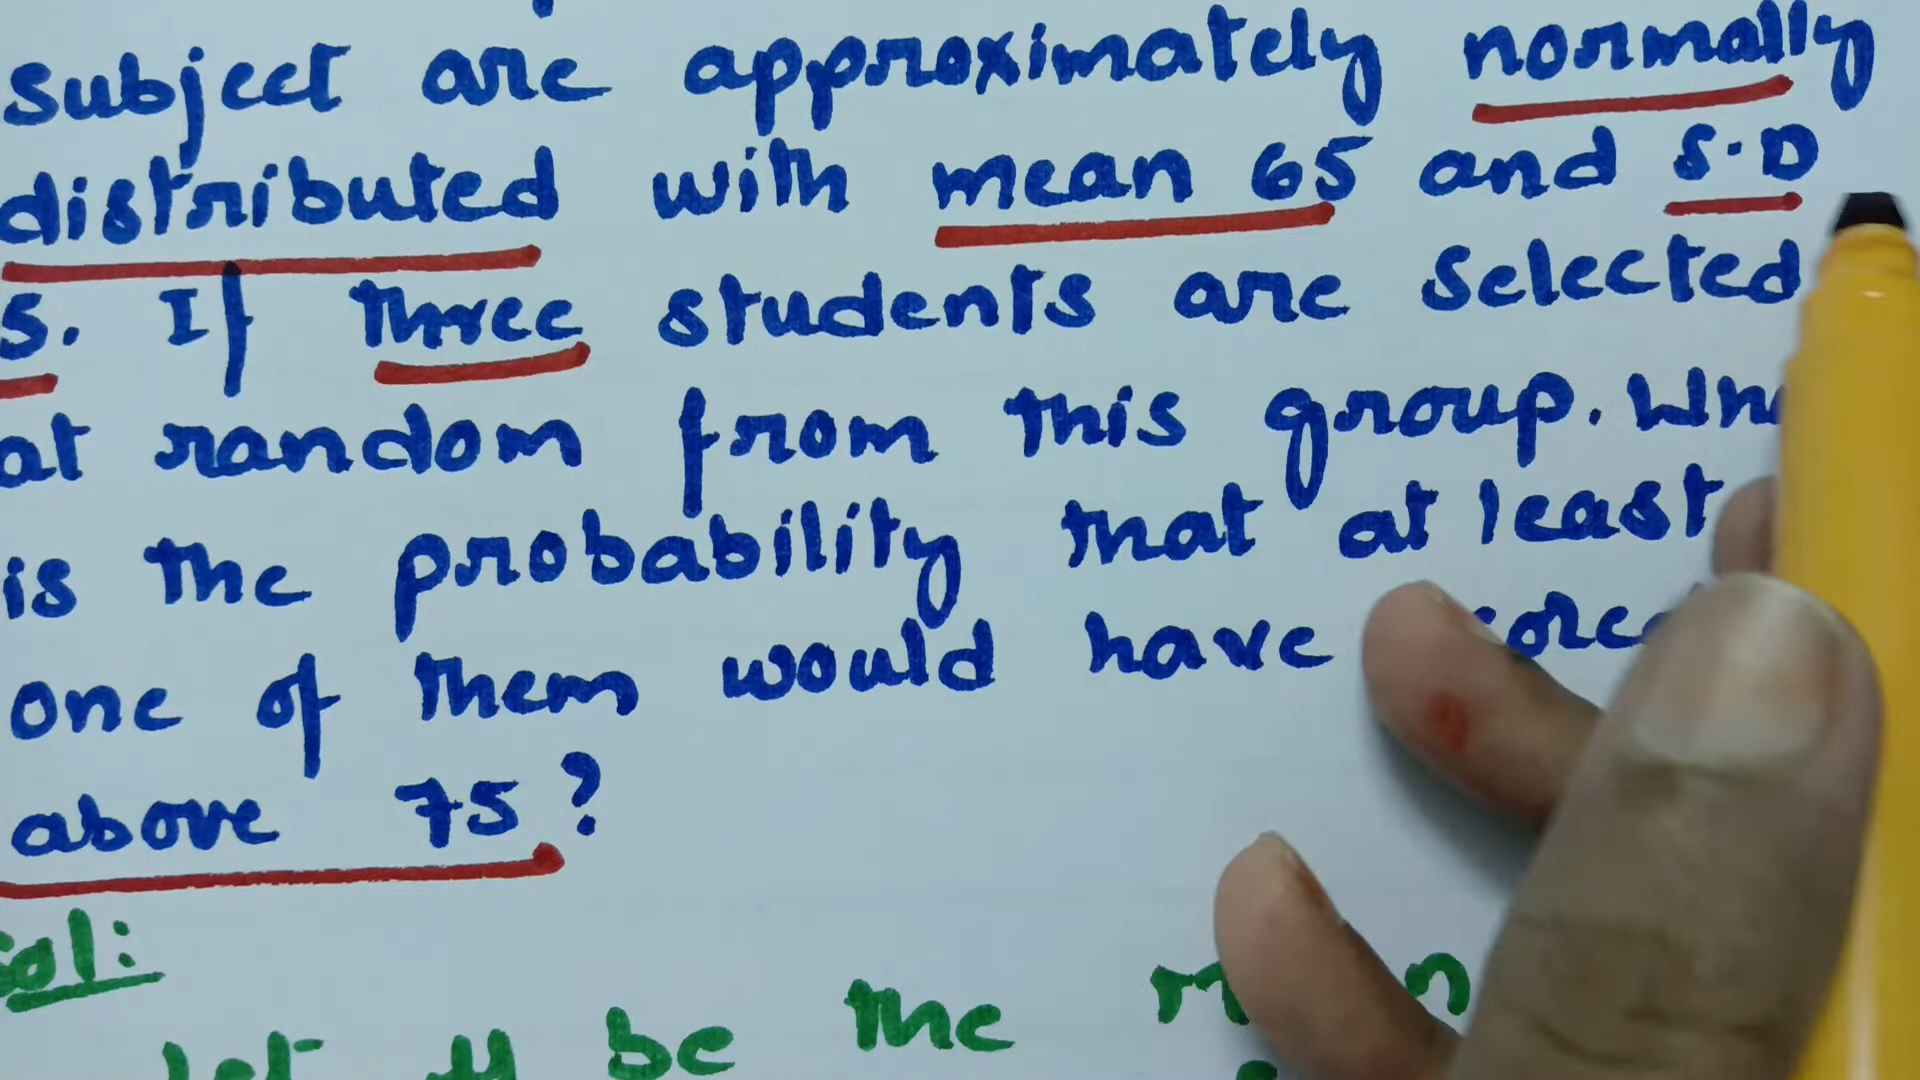 subject are approximately normally
distributed with mean 65 and S.D
5. If three students are selected
at random from this group.
is the probability that at least
one of them would have
above 75?
Sol:
Let be the